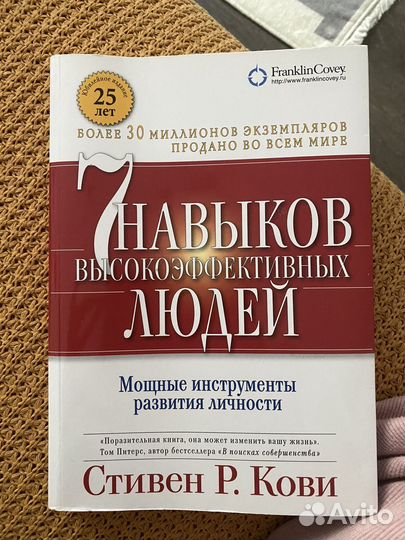 FranklinCovey
http://www.franklincovey.ru
Юбилейное издание
25
лет
БОЛЕЕ 30 МИЛЛИОНОВ ЭКЗЕМПЛЯРОВ
ПРОДАНО ВО ВСЕМ МИРЕ
7 НАВЫКОВ
ВЫСОКОЭФФЕКТИВНЫХ
ЛЮДЕЙ
Мощные инструменты
развития личности
«Поразительная книга, она может изменить вашу жизнь».
Том Питерс, автор бестселлера «В поисках совершенства»
Стивен Р. Кови
Avito